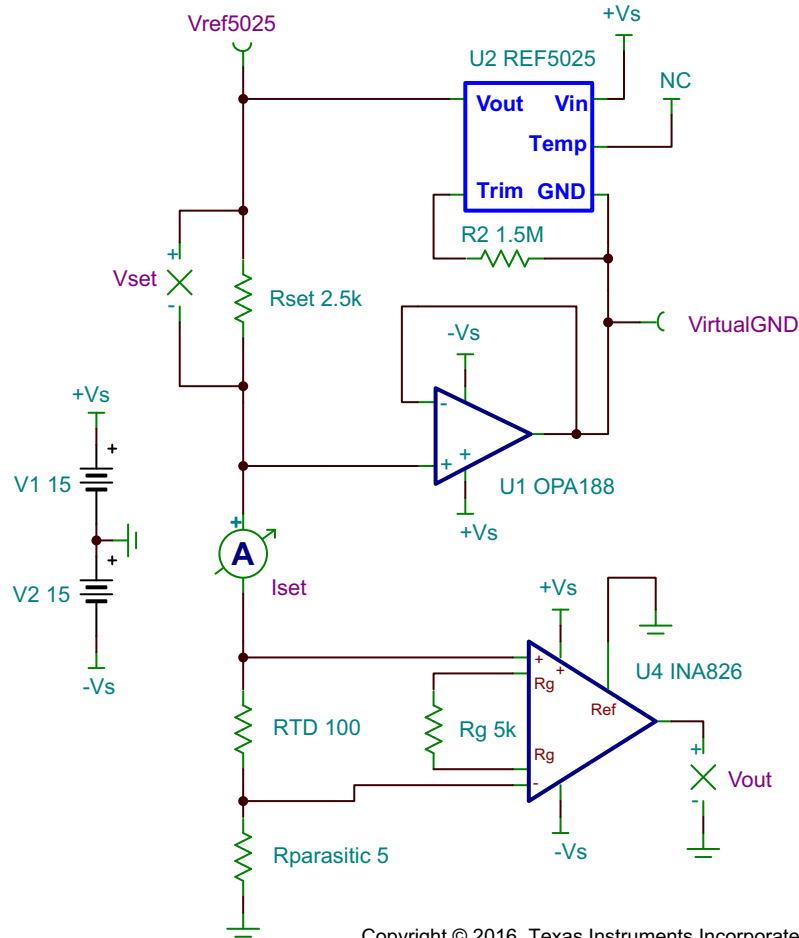 Vref5025
+Vs
U2 REF5025
NC
Vout
Vin
Temp
Trim
GND
R2 1.5M
+
Vset
-
Rset 2.5k
VirtualGND
-Vs
-
+
+
U1 OPA188
+Vs
+Vs
+
V1 15
+
V2 15
-Vs
+
A
Iset
+Vs
+
+
Rg
U4 INA826
Ref
RTD 100
Rg 5k
Rg
-
+
Vout
-
-Vs
Rparasitic 5
Copyright © 2016, Texas Instruments Incorporate